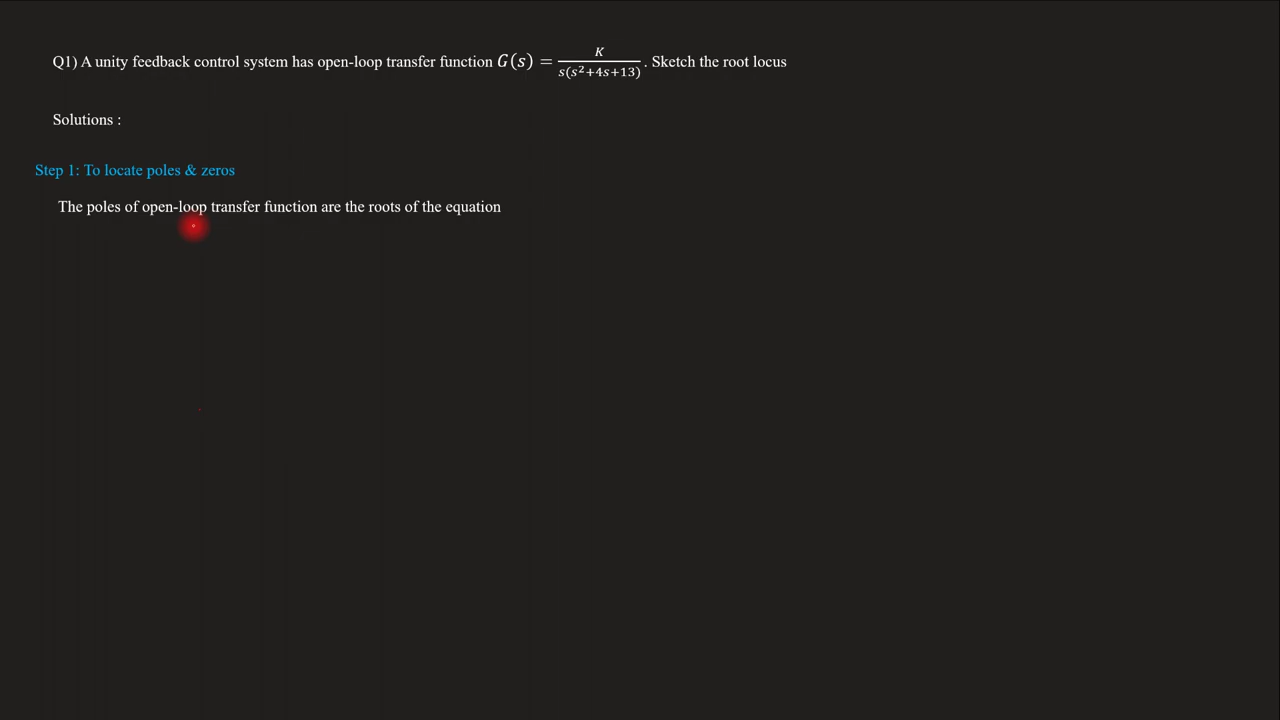 Q1) A unity feedback control system has open-loop transfer function G(s) = K/(s(s²+4s+13)). Sketch the root locus
Solutions :
Step 1: To locate poles & zeros
The poles of open-loop transfer function are the roots of the equation